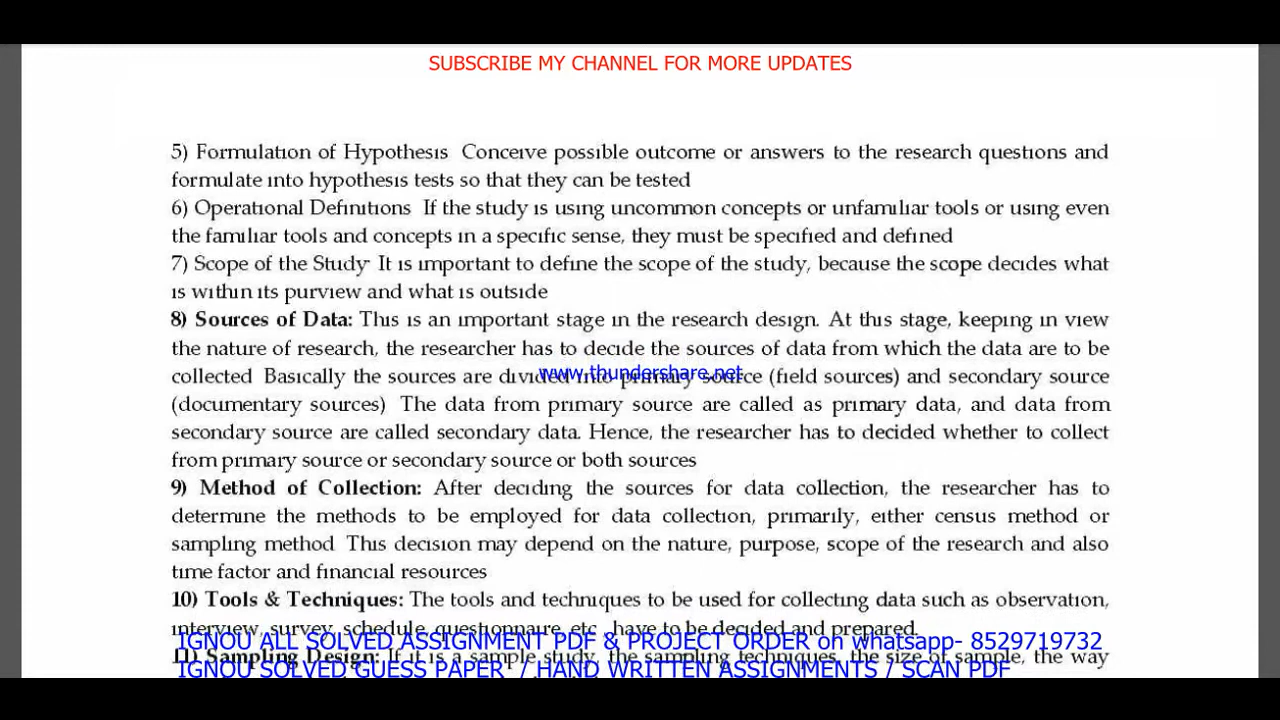 SUBSCRIBE MY CHANNEL FOR MORE UPDATES
5) Formulation of Hypothesis Conceive possible outcome or answers to the research questions and
formulate into hypothesis tests so that they can be tested
6) Operational Definitions If the study is using uncommon concepts or unfamiliar tools or using even
the familiar tools and concepts in a specific sense, they must be specified and defined
7) Scope of the Study It is important to define the scope of the study, because the scope decides what
is within its purview and what is outside
8) Sources of Data: This is an important stage in the research design. At this stage, keeping in view
the nature of research, the researcher has to decide the sources of data from which the data are to be
collected Basically the sources are divided into primary source (field sources) and secondary source
www.thundershare.net
(documentary sources) The data from primary source are called as primary data, and data from
secondary source are called secondary data. Hence, the researcher has to decided whether to collect
from primary source or secondary source or both sources
9) Method of Collection: After deciding the sources for data collection, the researcher has to
determine the methods to be employed for data collection, primarily, either census method or
sampling method This decision may depend on the nature, purpose, scope of the research and also
time factor and financial resources
10) Tools & Techniques: The tools and techniques to be used for collecting data such as observation,
interview, survey, schedule, questionnaire, etc , have to be decided and prepared.
IGNOU ALL SOLVED ASSIGNMENT PDF & PROJECT ORDER on whatsapp- 8529719732
11) Sampling Design: If it is a sample study, the sampling techniques, the size of sample, the way
IGNOU SOLVED GUESS PAPER / HAND WRITTEN ASSIGNMENTS / SCAN PDF